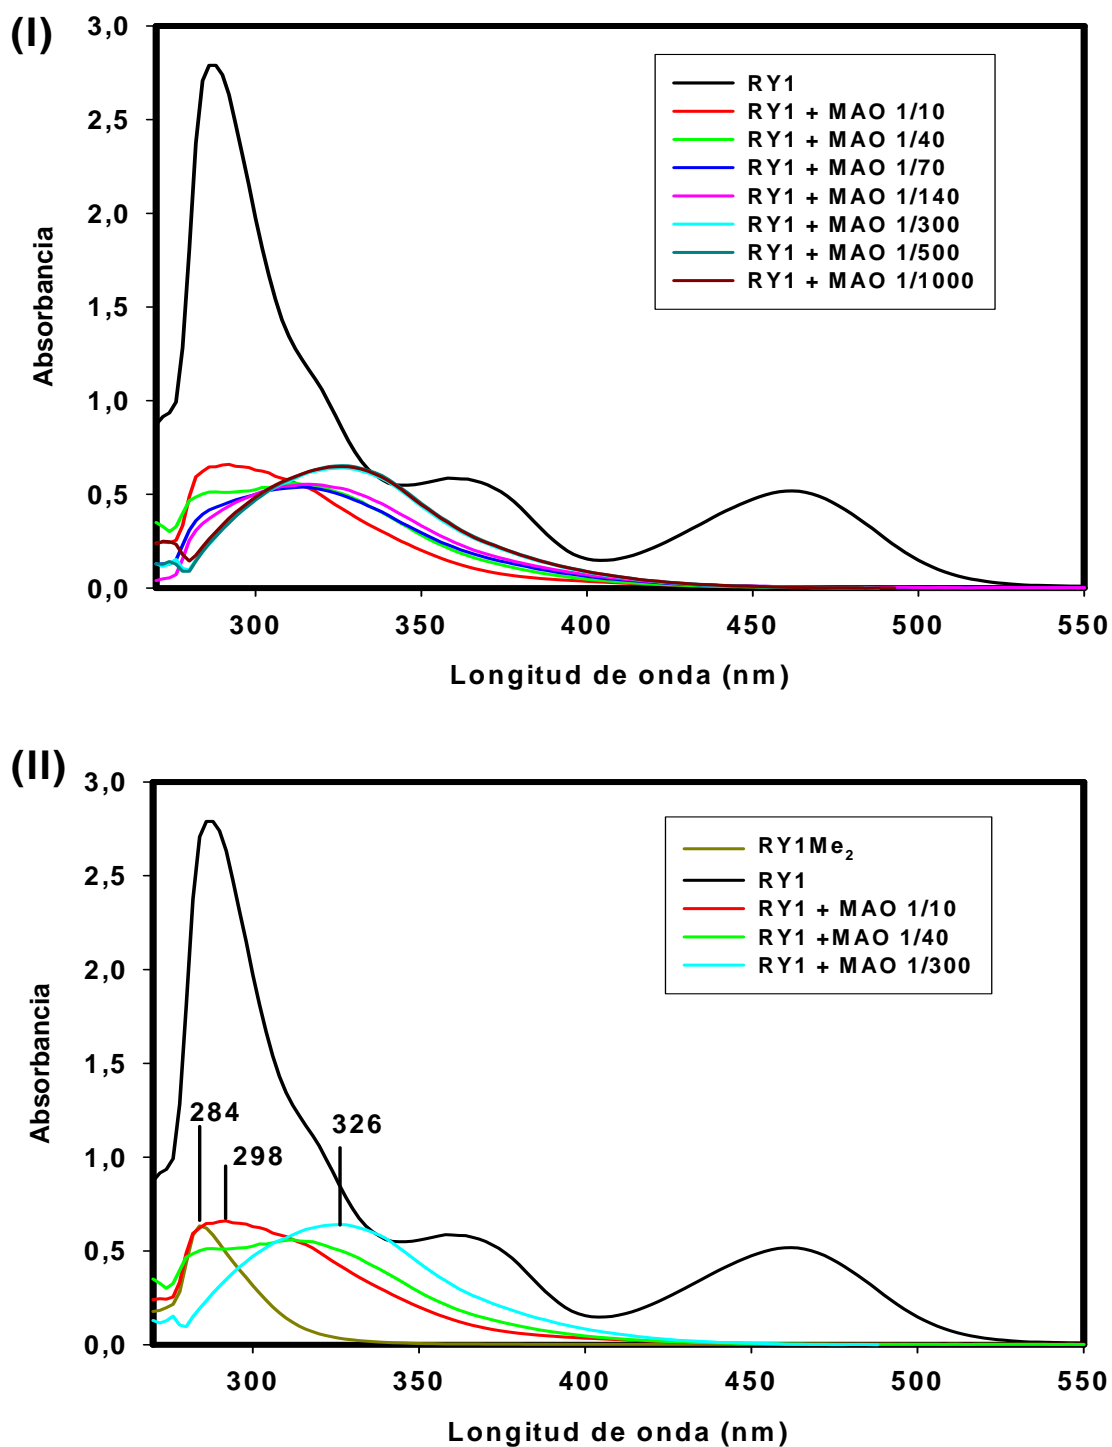 (I)
3,0
2,5
2,0
1,5
1,0
0,5
0,0
Absorbancia
RY1
RY1 + MAO 1/10
RY1 + MAO 1/40
RY1 + MAO 1/70
RY1 + MAO 1/140
RY1 + MAO 1/300
RY1 + MAO 1/500
RY1 + MAO 1/1000
300 350 400 450 500 550
Longitud de onda (nm)
(II)
3,0
2,5
2,0
1,5
1,0
0,5
0,0
Absorbancia
RY1Me₂
RY1
RY1 + MAO 1/10
RY1 +MAO 1/40
RY1 + MAO 1/300
284
298
326
300 350 400 450 500 550
Longitud de onda (nm)